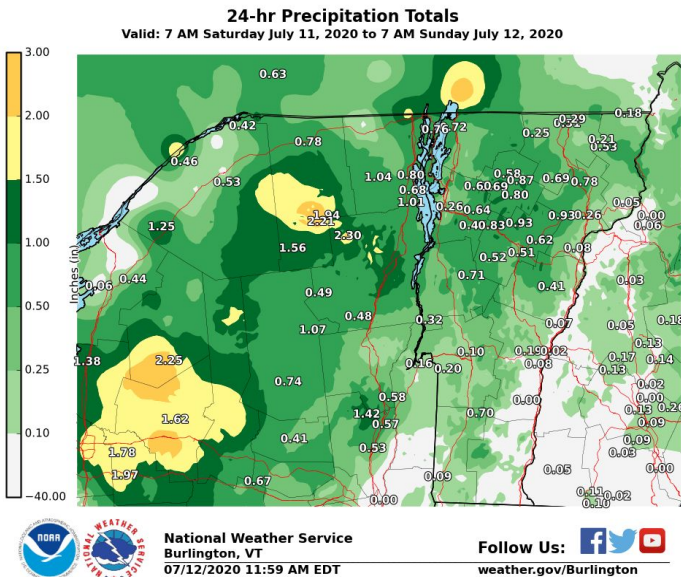 24-hr Precipitation Totals
Valid: 7 AM Saturday July 11, 2020 to 7 AM Sunday July 12, 2020
3.00
2.00
1.50
1.00
0.50
0.25
0.10
−40.00
Inches (in)
0.63
0.42
0.76 0.18
0.78 0.25 0.29
0.46 0.21
0.53
0.53 1.04 0.80 0.58 0.87 0.69 0.78
0.68 0.60 0.69 0.80
1.01 0.26 0.64 0.05
1.94 0.93 0.26 0.00
2.21 0.83 0.93 0.06
1.25 2.30 0.62
1.56 0.52 0.51 0.08
0.44 0.71 0.03
0.06 0.49 0.41
0.48 0.32 0.07 0.05 0.18
1.07 0.13
1.38 2.25 0.16 0.20 0.10 0.19 0.02 0.08 0.17 0.14
0.13
0.74 0.02
0.58 0.00 0.00
1.62 1.42 0.57 0.70 0.13
0.09
0.41 0.53 0.09
1.78 0.03
1.97 0.67 0.09 0.05 0.00
0.00 0.11 0.02
0.10
NOAA
NATIONAL WEATHER SERVICE
National Weather Service
Burlington, VT
07/12/2020 11:59 AM EDT
Follow Us:
weather.gov/Burlington